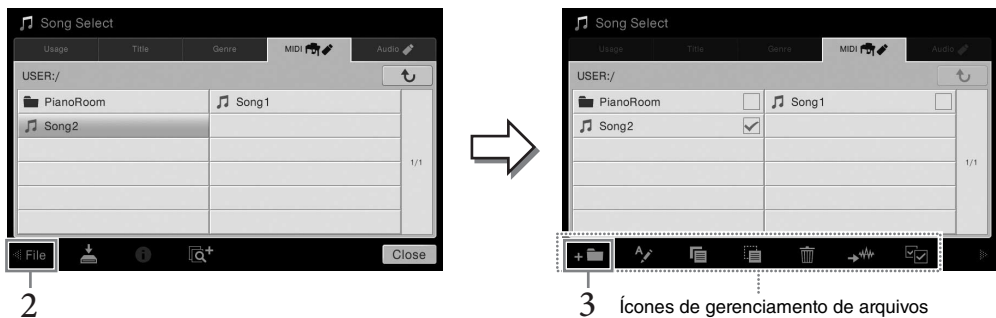 Song Select
Usage Title Genre MIDI Audio
USER:/
PianoRoom Song1
Song2
1/1
File Close
2
Song Select
Usage Title Genre MIDI Audio
USER:/
PianoRoom Song1
Song2
1/1
3
Ícones de gerenciamento de arquivos